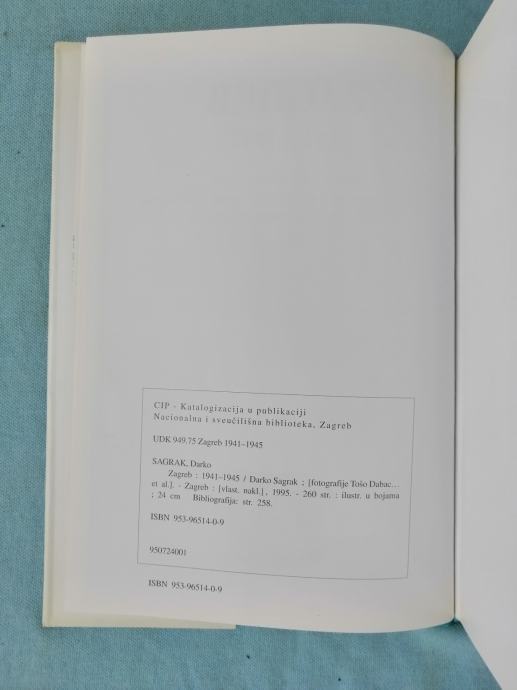 CIP - Katalogizacija u publikaciji
Nacionalna i sveučilišna biblioteka, Zagreb
UDK 949.75 Zagreb 1941–1945
SAGRAK, Darko
Zagreb : 1941–1945 / Darko Sagrak ; [fotografije Tošo Dabac...
et al.]. - Zagreb : [vlast. nakl.], 1995. - 260 str. : ilustr. u bojama
; 24 cm Bibliografija: str. 258.
ISBN 953-96514-0-9
950724001
ISBN 953-96514-0-9